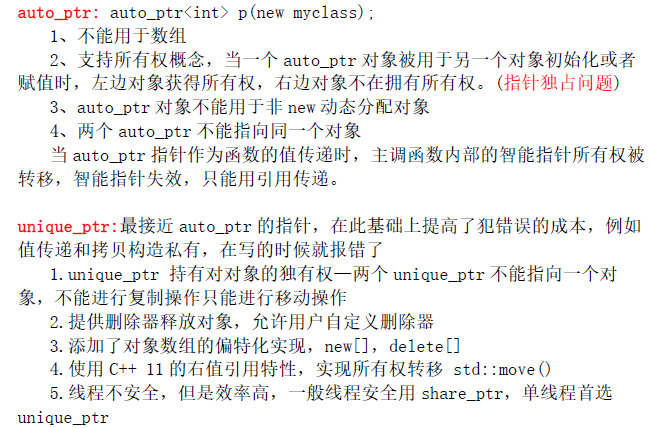 auto_ptr: auto_ptr<int> p(new myclass);
1、不能用于数组
2、支持所有权概念，当一个 auto_ptr 对象被用于另一个对象初始化或者
赋值时，左边对象获得所有权，右边对象不在拥有所有权。(指针独占问题)
3、auto_ptr 对象不能用于非 new 动态分配对象
4、两个 auto_ptr 不能指向同一个对象
当 auto_ptr 指针作为函数的值传递时，主调函数内部的智能指针所有权被
转移，智能指针失效，只能用引用传递。
unique_ptr:最接近 auto_ptr 的指针，在此基础上提高了犯错误的成本，例如
值传递和拷贝构造私有，在写的时候就报错了
1.unique_ptr 持有对对象的独有权—两个 unique_ptr 不能指向一个对
象，不能进行复制操作只能进行移动操作
2.提供删除器释放对象，允许用户自定义删除器
3.添加了对象数组的偏特化实现，new[]，delete[]
4.使用 C++ 11 的右值引用特性，实现所有权转移 std::move()
5.线程不安全，但是效率高，一般线程安全用 share_ptr，单线程首选
unique_ptr